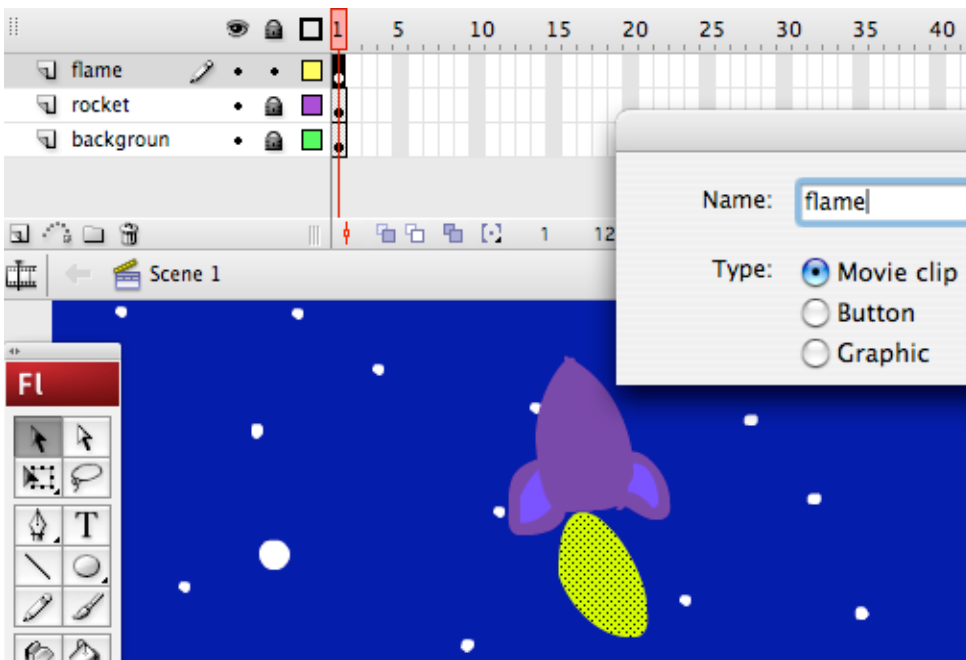 1 5 10 15 20 25 30 35 40
flame
rocket
backgroun
Name: flame
1 12
Type: Movie clip
Scene 1
Button
Graphic
Fl
T